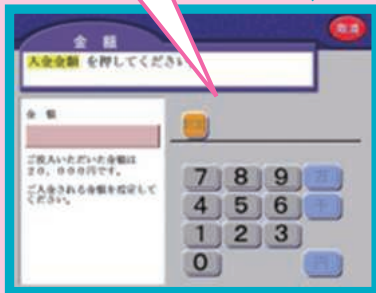 取消
金 額
入金金額 を押してくださ
金 額
ご投入いただいた金額は
20,000円です。
ご入金される金額を指定して
ください。
7 8 9 万
4 5 6 千
1 2 3
0 円